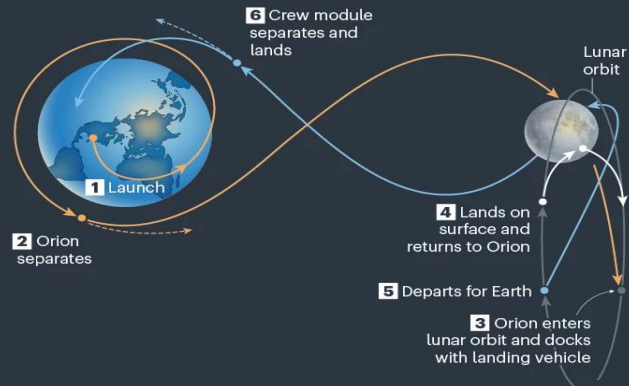 6 Crew module
separates and
lands
Lunar
orbit
1 Launch
2 Orion
separates
4 Lands on
surface and
returns to Orion
5 Departs for Earth
3 Orion enters
lunar orbit and docks
with landing vehicle